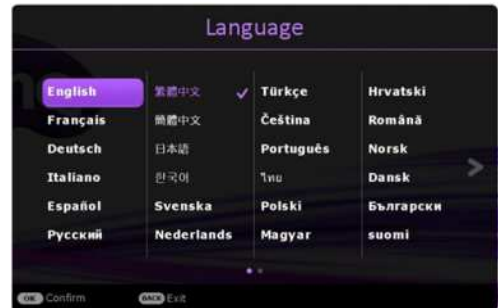 Language
English 繁體中文 Türkçe Hrvatski
Français 簡體中文 Čeština Română
Deutsch 日本語 Português Norsk
Italiano 한국어 ไทย Dansk
Español Svenska Polski Български
Русский Nederlands Magyar suomi
OK Confirm BACK Exit